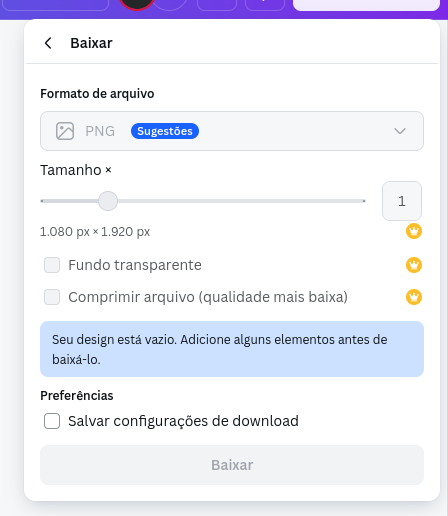 Baixar
Formato de arquivo
PNG Sugestões
Tamanho ×
1
1.080 px × 1.920 px
Fundo transparente
Comprimir arquivo (qualidade mais baixa)
Seu design está vazio. Adicione alguns elementos antes de
baixá-lo.
Preferências
Salvar configurações de download
Baixar